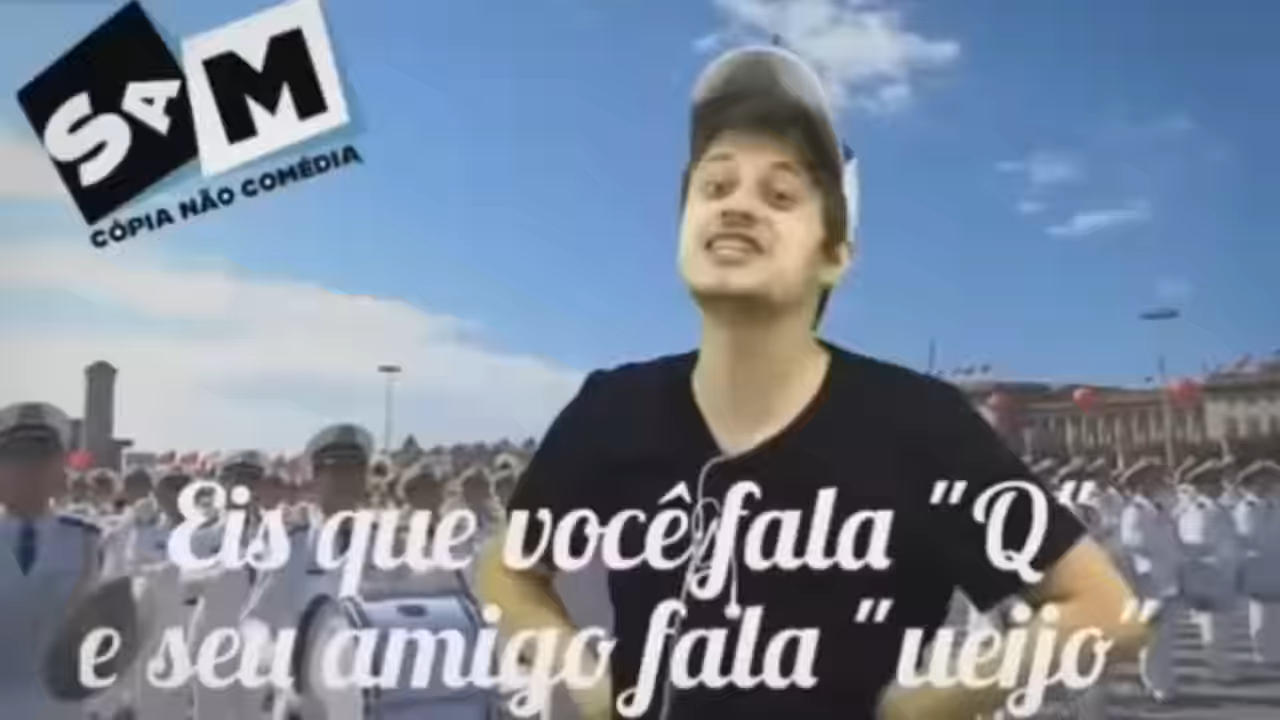 SAM
CÓPIA NÃO COMÉDIA
Eis que você fala "Q"
e seu amigo fala "ueijo"